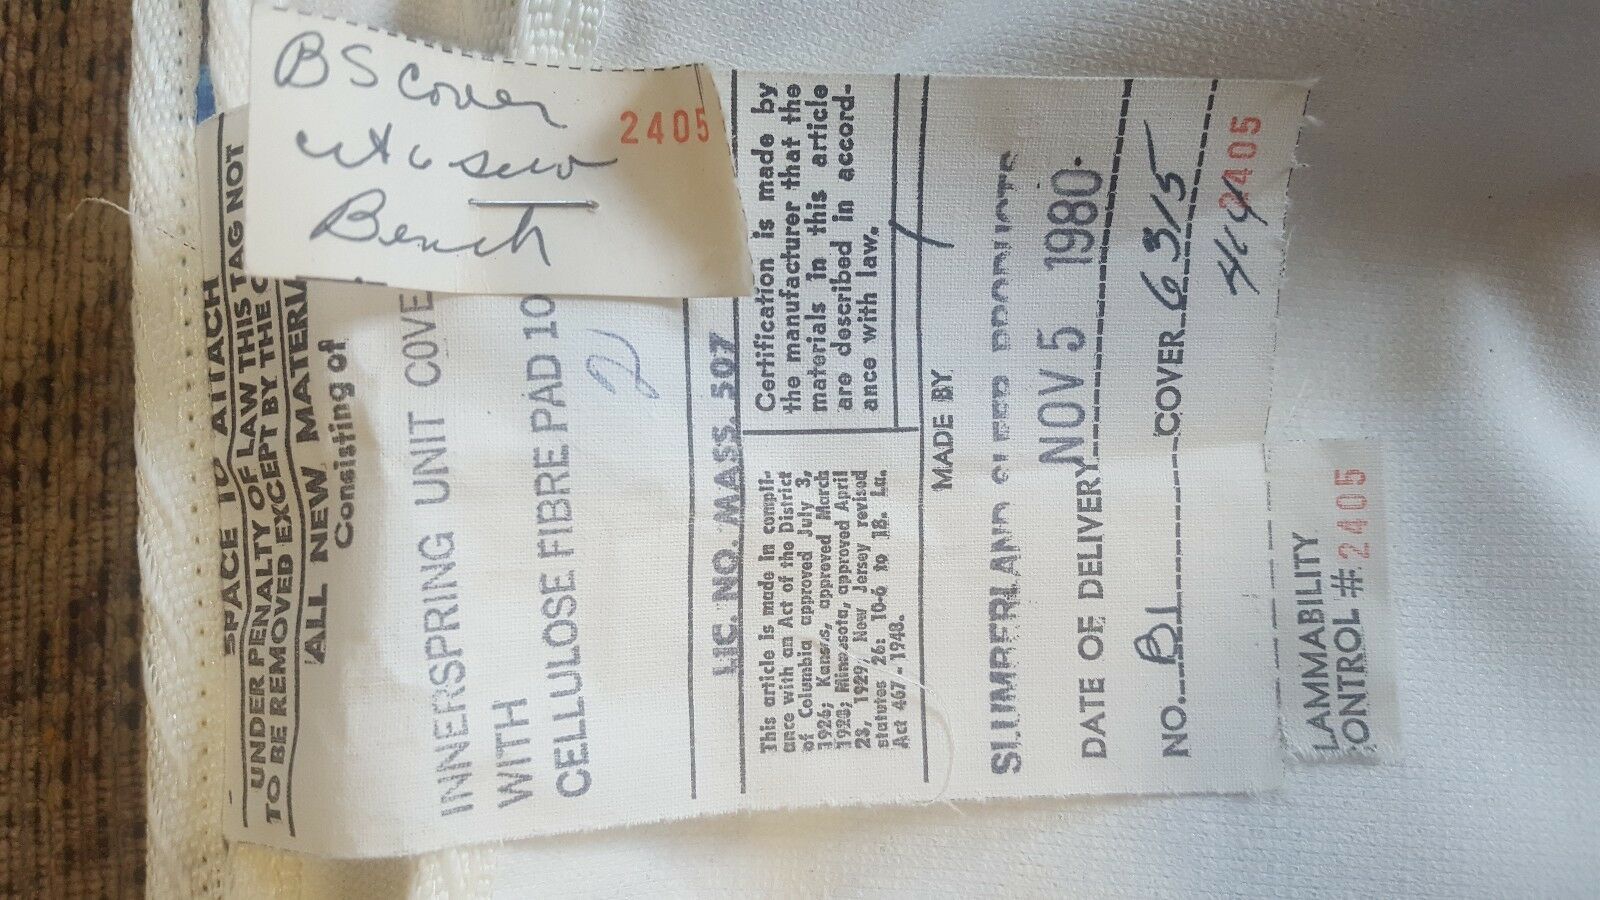 BS cover
cut & sew
Bench
2405
SPACE TO ATTACH
UNDER PENALTY OF LAW THIS TAG NOT
TO BE REMOVED EXCEPT BY THE C
ALL NEW MATERI
Consisting of
INNERSPRING UNIT COVE
WITH
CELLULOSE FIBRE PAD 10
2
LIC. NO. MASS. 507
This article is made in compli-
ance with an Act of the District
of Columbia approved July 3,
1926; Kansas, approved March
1923; Minnesota, approved April
23, 1929, New Jersey revised
statutes 26: 10-6 to 18. La.
Act 467-1948.
Certification is made by
the manufacturer that the
materials in this article
are described in accord-
ance with law.
MADE BY
SLUMBERLAND SLEEP PRODUCTS
DATE OF DELIVERY NOV 5 1980
NO. B1 COVER 6315
2405
LAMMABILITY
ONTROL # 2405